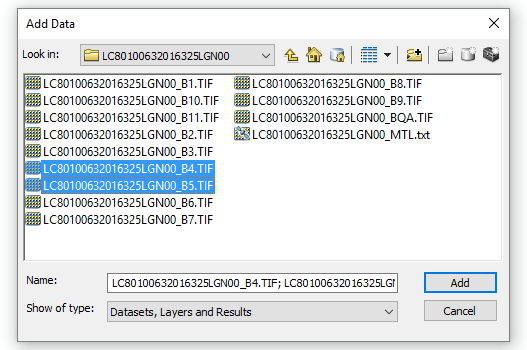 Add Data
Look in: LC80100632016325LGN00
LC80100632016325LGN00_B1.TIF
LC80100632016325LGN00_B10.TIF
LC80100632016325LGN00_B11.TIF
LC80100632016325LGN00_B2.TIF
LC80100632016325LGN00_B3.TIF
LC80100632016325LGN00_B4.TIF
LC80100632016325LGN00_B5.TIF
LC80100632016325LGN00_B6.TIF
LC80100632016325LGN00_B7.TIF
LC80100632016325LGN00_B8.TIF
LC80100632016325LGN00_B9.TIF
LC80100632016325LGN00_BQA.TIF
LC80100632016325LGN00_MTL.txt
Name: LC80100632016325LGN00_B4.TIF; LC80100632016325LGN Add
Show of type: Datasets, Layers and Results Cancel